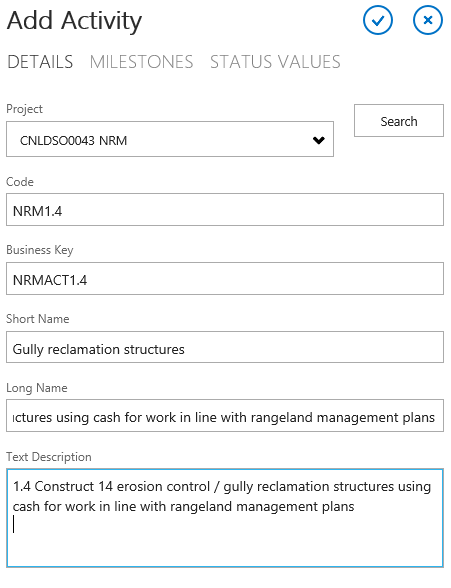 Add Activity
DETAILS MILESTONES STATUS VALUES
Project
CNLDSO0043 NRM
Search
Code
NRM1.4
Business Key
NRMACT1.4
Short Name
Gully reclamation structures
Long Name
using cash for work in line with rangeland management plans
Text Description
1.4 Construct 14 erosion control / gully reclamation structures using
cash for work in line with rangeland management plans